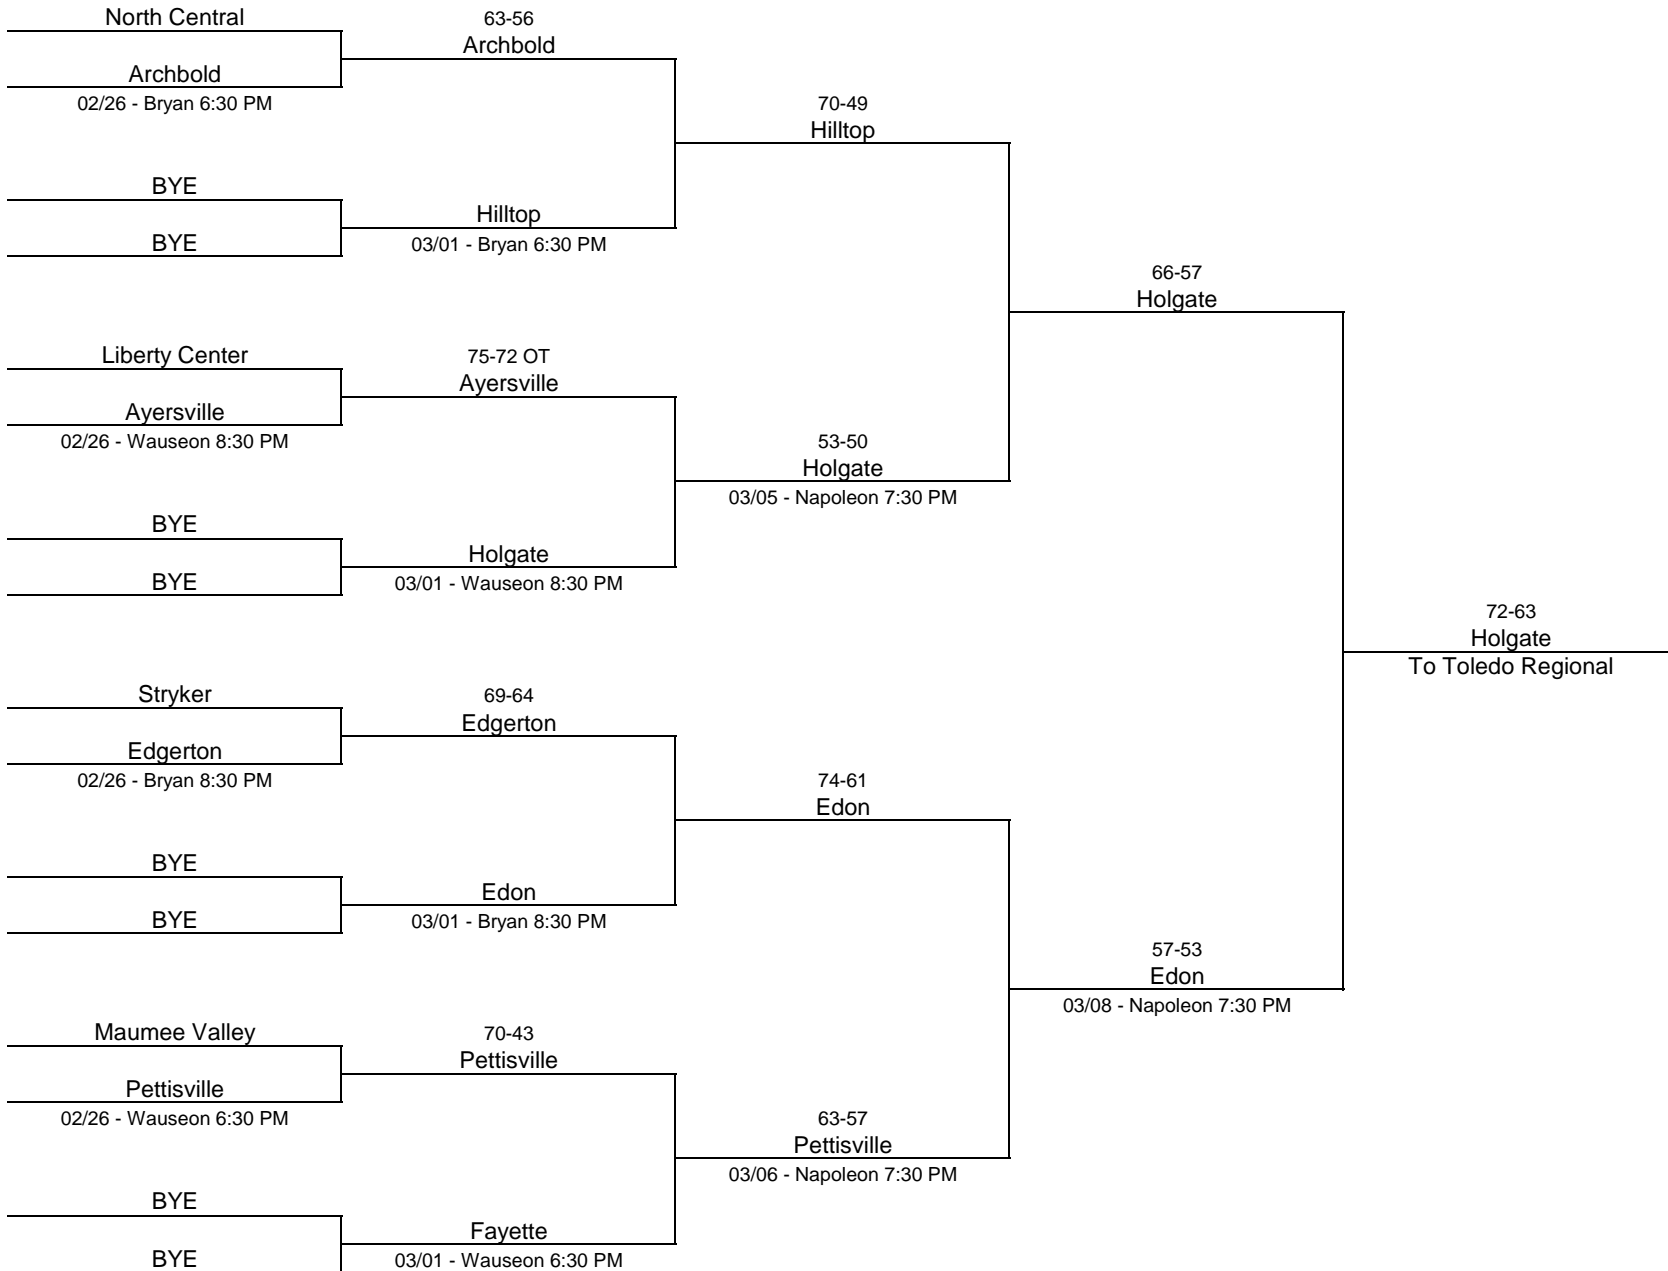 North Central
Archbold
02/26 - Bryan 6:30 PM
BYE
BYE
Liberty Center
Ayersville
02/26 - Wauseon 8:30 PM
BYE
BYE
Stryker
Edgerton
02/26 - Bryan 8:30 PM
BYE
BYE
Maumee Valley
Pettisville
02/26 - Wauseon 6:30 PM
BYE
BYE
63-56
Archbold
Hilltop
03/01 - Bryan 6:30 PM
75-72 OT
Ayersville
Holgate
03/01 - Wauseon 8:30 PM
69-64
Edgerton
Edon
03/01 - Bryan 8:30 PM
70-43
Pettisville
Fayette
03/01 - Wauseon 6:30 PM
70-49
Hilltop
53-50
Holgate
03/05 - Napoleon 7:30 PM
74-61
Edon
63-57
Pettisville
03/06 - Napoleon 7:30 PM
66-57
Holgate
57-53
Edon
03/08 - Napoleon 7:30 PM
72-63
Holgate
To Toledo Regional